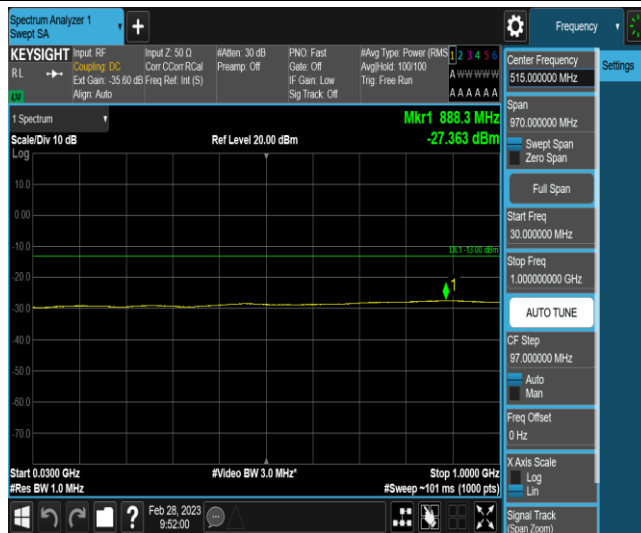 Spectrum Analyzer 1
Swept SA
+
Frequency
KEYSIGHT
RL
LXI
Input: RF
Coupling: DC
Ext Gain: -35.60 dB
Align: Auto
Input Z: 50 Ω
Corr CCorr RCal
Freq Ref: Int (S)
#Atten: 30 dB
Preamp: Off
PNO: Fast
Gate: Off
IF Gain: Low
Sig Track: Off
#Avg Type: Power (RMS
Avg|Hold: 100/100
Trig: Free Run
1 2 3 4 5 6
A W W W W W
A A A A A A
1 Spectrum
Scale/Div 10 dB
Log
Ref Level 20.00 dBm
Mkr1 888.3 MHz
-27.363 dBm
10.0
0.00
-10.0
-20.0
-30.0
-40.0
-50.0
-60.0
-70.0
DL1 -13.00 dBm
1
Start 0.0300 GHz
#Res BW 1.0 MHz
#Video BW 3.0 MHz*
Stop 1.0000 GHz
#Sweep ~101 ms (1000 pts)
Feb 28, 2023
9:52:00
?
Center Frequency
515.000000 MHz
Span
970.000000 MHz
Swept Span
Zero Span
Full Span
Start Freq
30.000000 MHz
Stop Freq
1.000000000 GHz
AUTO TUNE
CF Step
97.000000 MHz
Auto
Man
Freq Offset
0 Hz
X Axis Scale
Log
Lin
Signal Track
(Span Zoom)
Settings